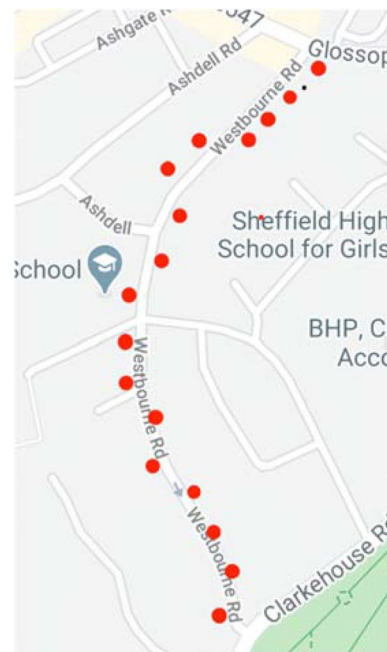 Ashgate R
547
Glossop
Ashdell Rd
Westbourne Rd
Ashdell
Sheffield High
School for Girls
School
BHP, C
Acco
Westbourne Rd
Westbourne Rd
Clarkehouse R